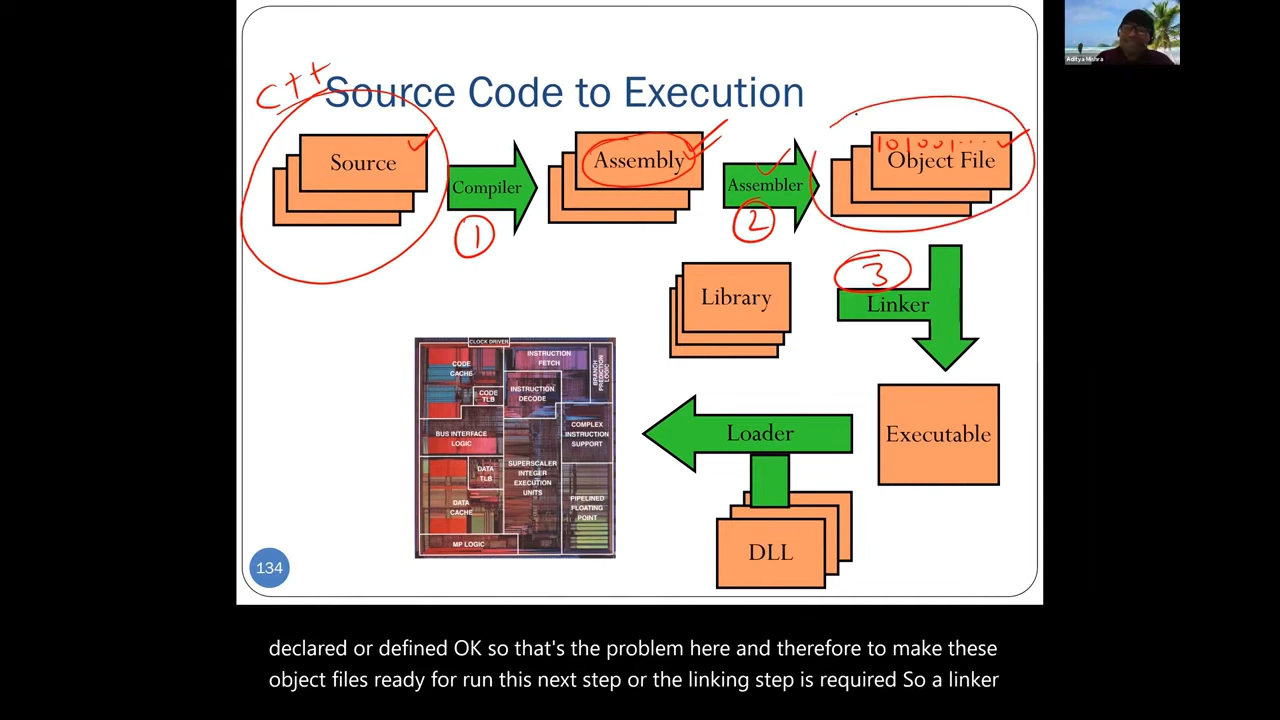 Aditya Mishra
C++
Source Code to Execution
Source
Compiler
Assembly
Assembler
101001...
Object File
1
2
3
Library
Linker
CLOCK DRIVER
CODE
CACHE
INSTRUCTION
FETCH
BRANCH
PREDICTION
LOGIC
CODE
TLB
INSTRUCTION
DECODE
BUS INTERFACE
LOGIC
COMPLEX
INSTRUCTION
SUPPORT
DATA
TLB
SUPERSCALER
INTEGER
EXECUTION
UNITS
DATA
CACHE
PIPELINED
FLOATING
POINT
MP LOGIC
Loader
Executable
DLL
134
declared or defined OK so that's the problem here and therefore to make these
object files ready for run this next step or the linking step is required So a linker